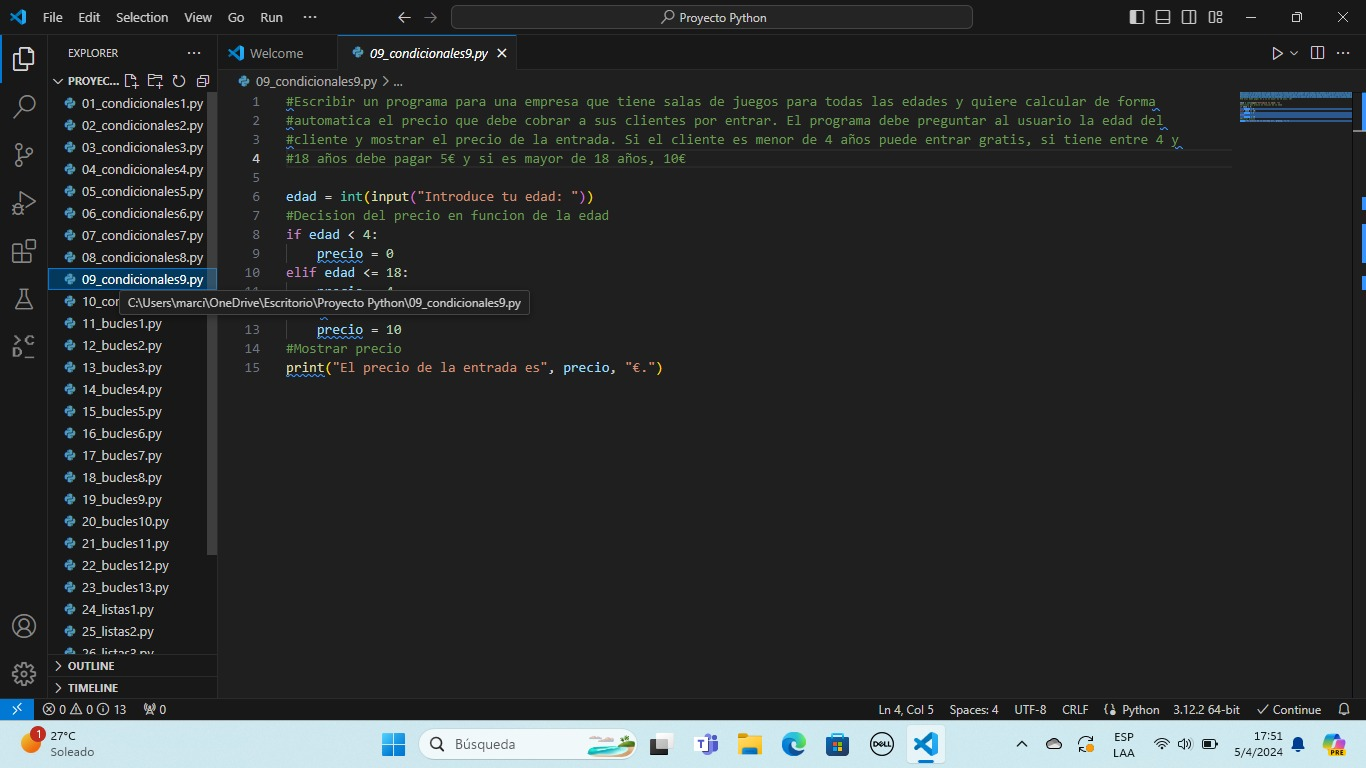 File Edit Selection View Go Run ···
Proyecto Python
EXPLORER ···
PROYEC...
01_condicionales1.py
02_condicionales2.py
03_condicionales3.py
04_condicionales4.py
05_condicionales5.py
06_condicionales6.py
07_condicionales7.py
08_condicionales8.py
09_condicionales9.py
10_con
11_bucles1.py
12_bucles2.py
13_bucles3.py
14_bucles4.py
15_bucles5.py
16_bucles6.py
17_bucles7.py
18_bucles8.py
19_bucles9.py
20_bucles10.py
21_bucles11.py
22_bucles12.py
23_bucles13.py
24_listas1.py
25_listas2.py
26_listas3.py
OUTLINE
TIMELINE
Welcome
09_condicionales9.py
09_condicionales9.py > ...
1 #Escribir un programa para una empresa que tiene salas de juegos para todas las edades y quiere calcular de forma
2 #automatica el precio que debe cobrar a sus clientes por entrar. El programa debe preguntar al usuario la edad del
3 #cliente y mostrar el precio de la entrada. Si el cliente es menor de 4 años puede entrar gratis, si tiene entre 4 y
4 #18 años debe pagar 5€ y si es mayor de 18 años, 10€
5
6 edad = int(input("Introduce tu edad: "))
7 #Decision del precio en funcion de la edad
8 if edad < 4:
9 precio = 0
10 elif edad <= 18:
C:\Users\marci\OneDrive\Escritorio\Proyecto Python\09_condicionales9.py
13 precio = 10
14 #Mostrar precio
15 print("El precio de la entrada es", precio, "€.")
0 0 13 0
Ln 4, Col 5 Spaces: 4 UTF-8 CRLF Python 3.12.2 64-bit Continue
1
27°C
Soleado
Búsqueda
DELL
ESP
LAA
17:51
5/4/2024
PRE